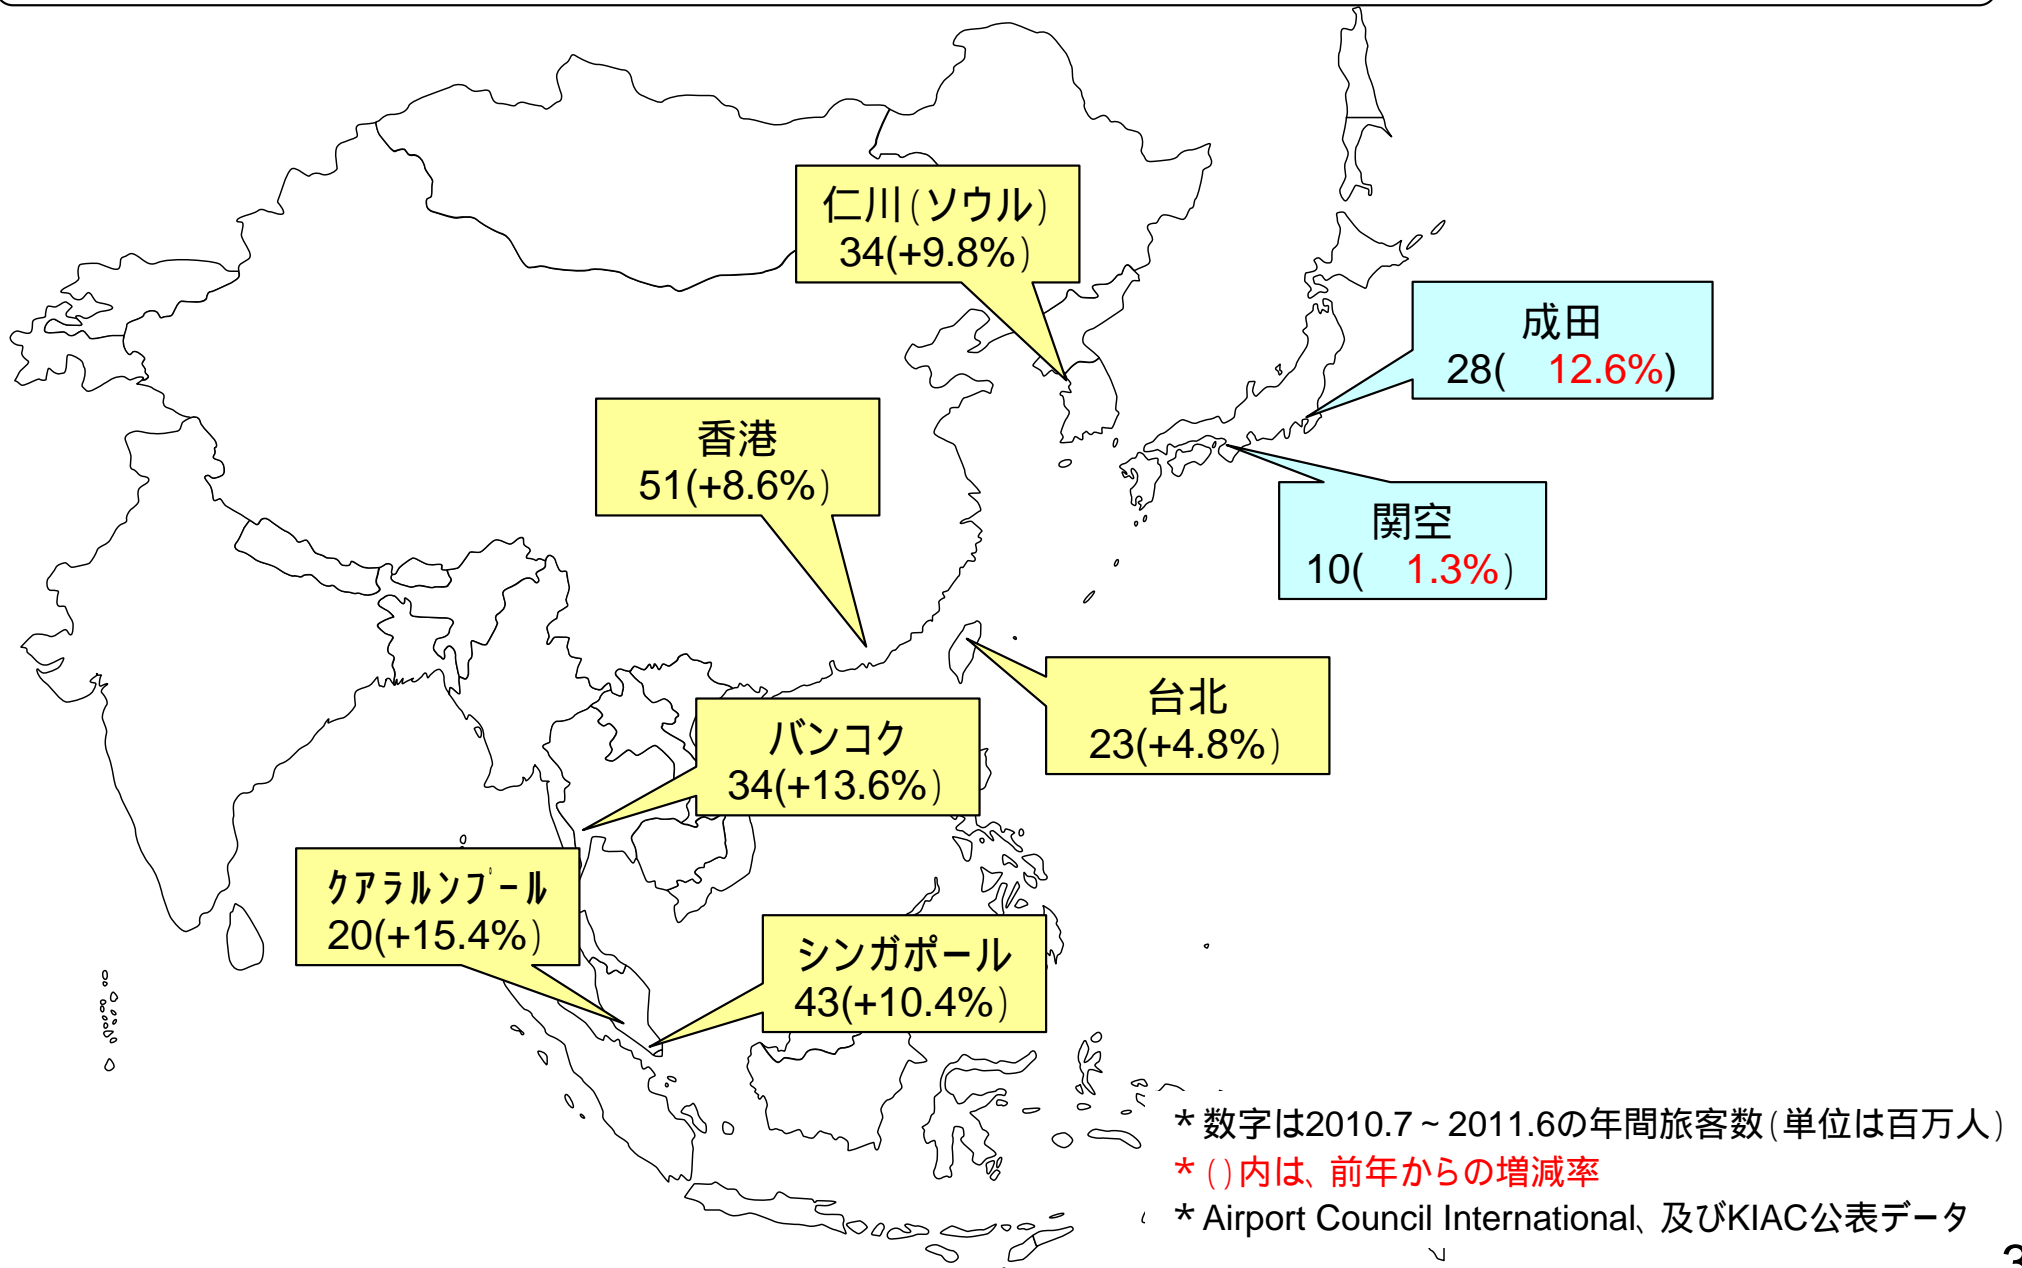 仁川(ソウル)
34(+9.8%)
成田
28( 12.6%)
香港
51(+8.6%)
関空
10( 1.3%)
台北
23(+4.8%)
バンコク
34(+13.6%)
クアラルンプール
20(+15.4%)
シンガポール
43(+10.4%)
*数字は2010.7~2011.6の年間旅客数(単位は百万人)
*()内は、前年からの増減率
*Airport Council International、及びKIAC公表データ